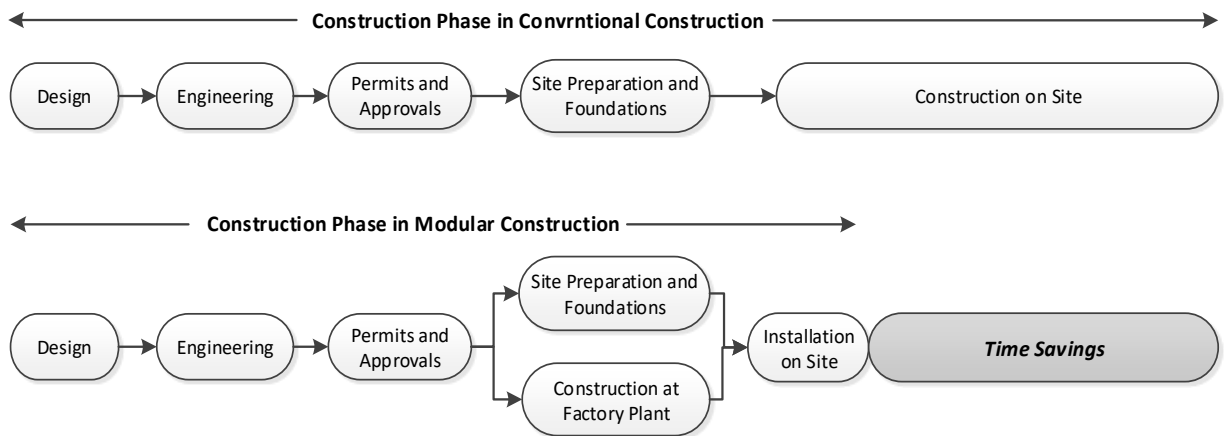 Construction Phase in Convrntional Construction
Design
Engineering
Permits and
Approvals
Site Preparation and
Foundations
Construction on Site
Construction Phase in Modular Construction
Design
Engineering
Permits and
Approvals
Site Preparation and
Foundations
Construction at
Factory Plant
Installation
on Site
Time Savings